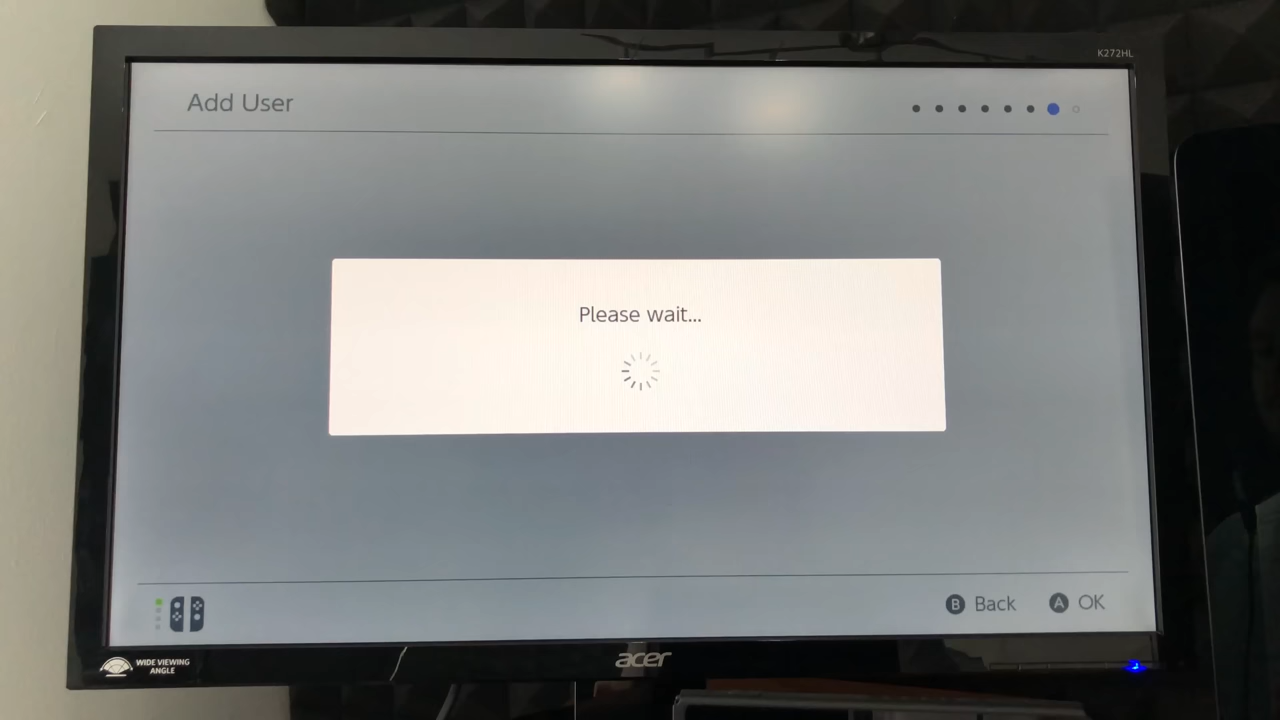 K272HL
Add User
Please wait...
B Back A OK
acer
WIDE VIEWING
ANGLE